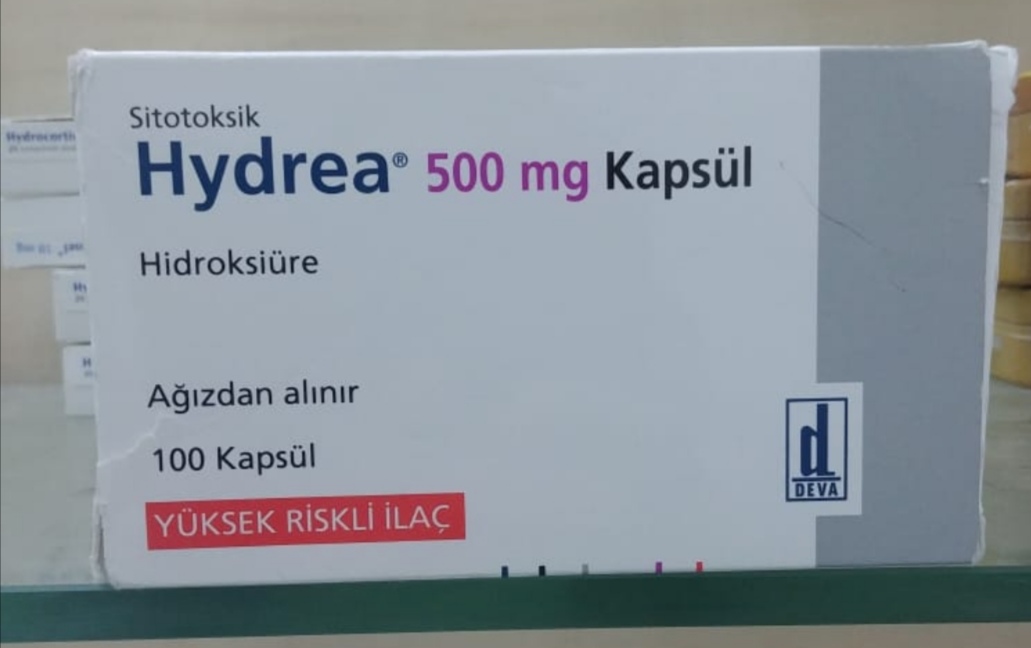 Sitotoksik
Hydrea® 500 mg Kapsül
Hidroksiüre
Ağızdan alınır
100 Kapsül
YÜKSEK RİSKLİ İLAÇ
d
DEVA